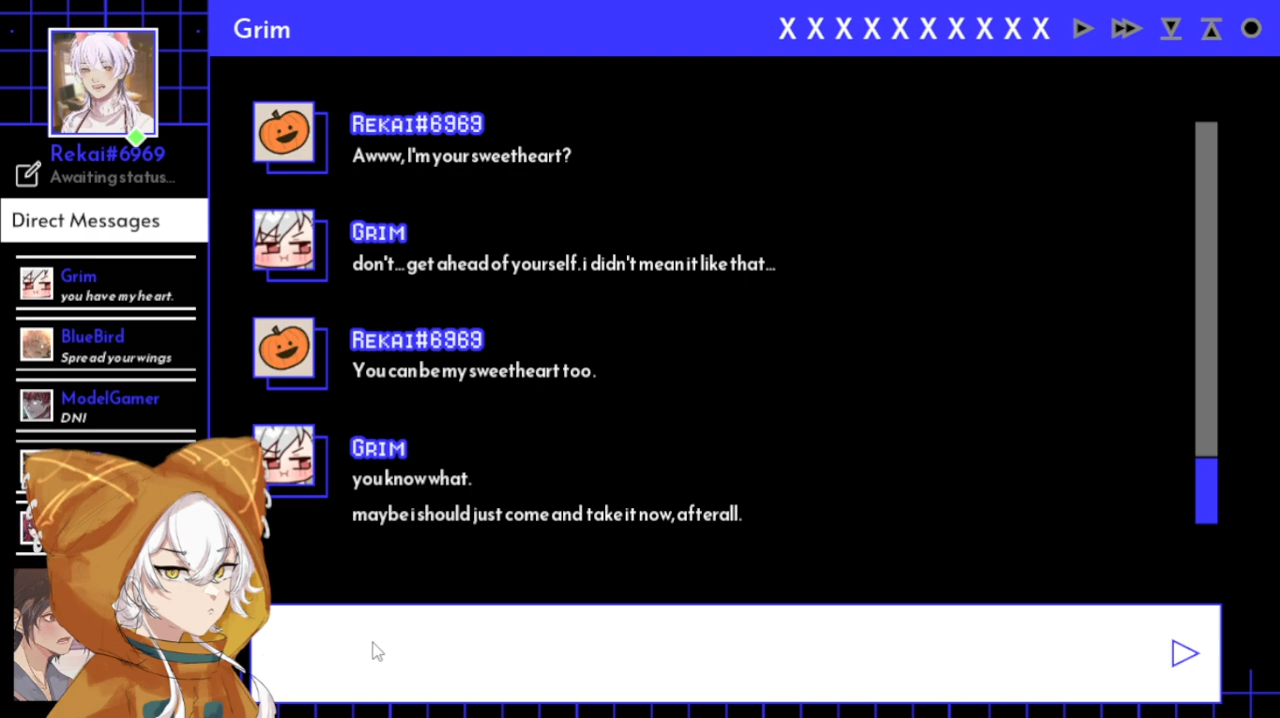 Grim
X X X X X X X X X X
Rekai#6969
Awaiting status...
Direct Messages
Grim
you have my heart.
BlueBird
Spread your wings
ModelGamer
DNI
Rekai#6969
Awww, I'm your sweetheart?
Grim
don't... get ahead of yourself. i didn't mean it like that...
Rekai#6969
You can be my sweetheart too.
Grim
you know what.
maybe i should just come and take it now, afterall.